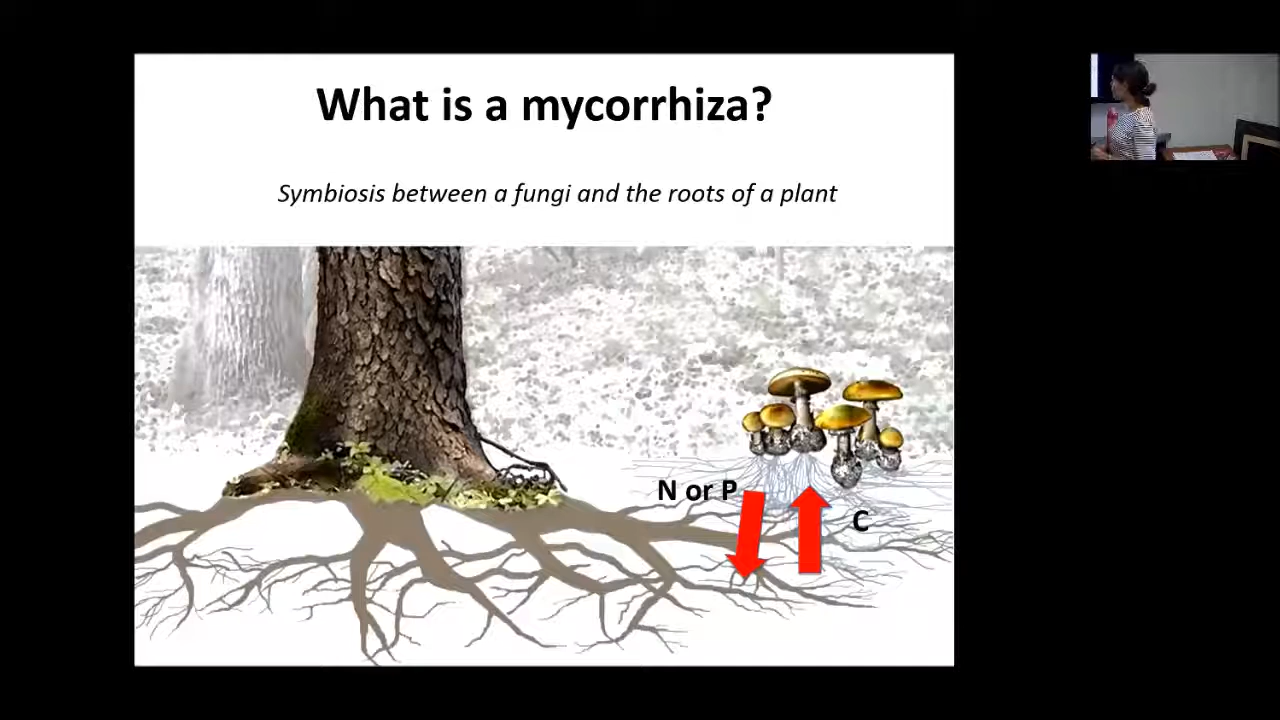 What is a mycorrhiza?
Symbiosis between a fungi and the roots of a plant
N or P
C